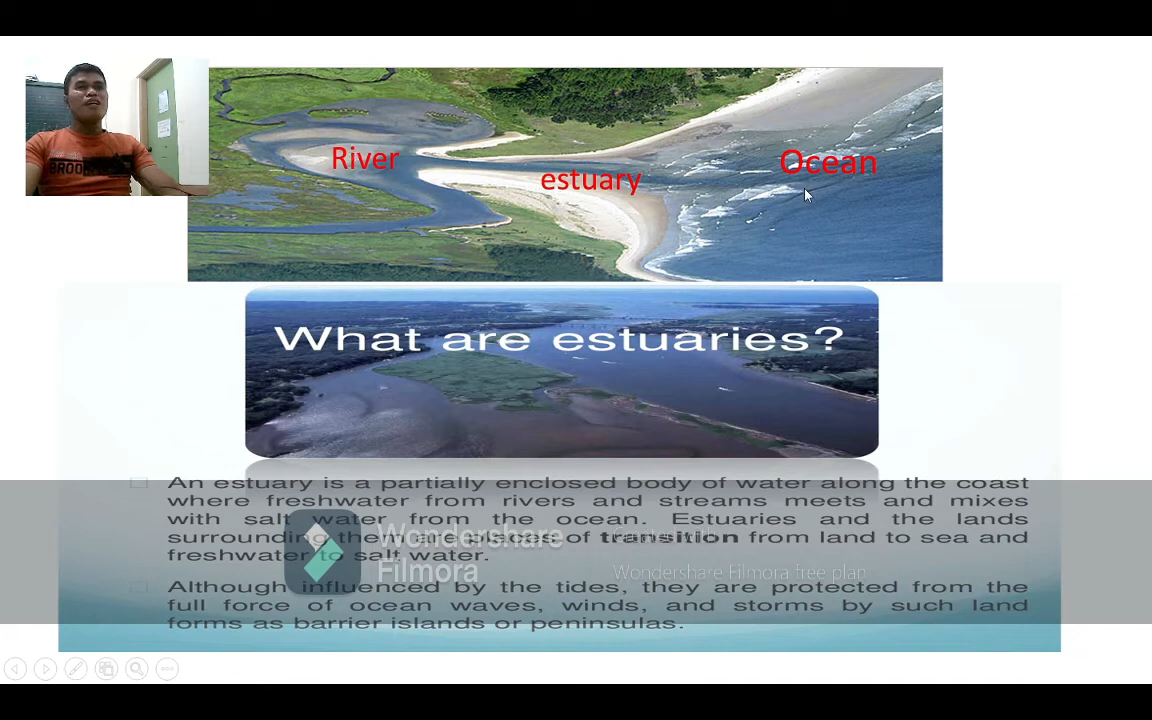 River
estuary
Ocean
What are estuaries?
An estuary is a partially enclosed body of water along the coast
where freshwater from rivers and streams meets and mixes
with salt water from the ocean. Estuaries and the lands
surrounding them are places of transition from land to sea and
freshwater to salt water.
Although influenced by the tides, they are protected from the
full force of ocean waves, winds, and storms by such land
forms as barrier islands or peninsulas.
Wondershare
Filmora
Created with
Wondershare Filmora free plan